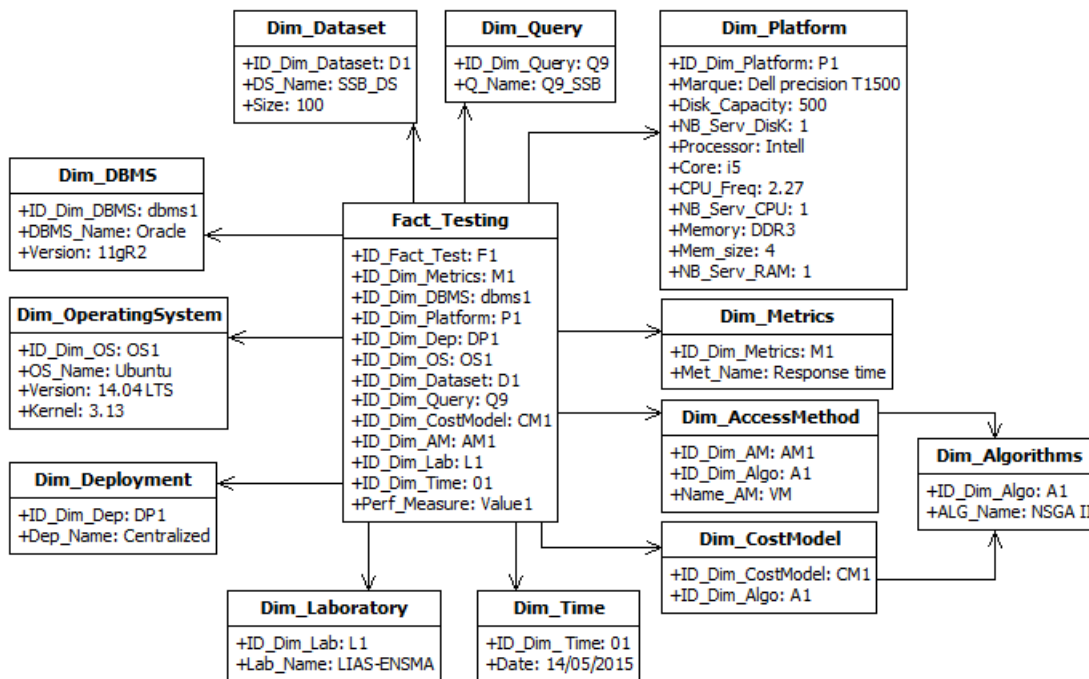 Dim_Dataset
+ID_Dim_Dataset: D1
+DS_Name: SSB_DS
+Size: 100
Dim_Query
+ID_Dim_Query: Q9
+Q_Name: Q9_SSB
Dim_Platform
+ID_Dim_Platform: P1
+Marque: Dell precision T1500
+Disk_Capacity: 500
+NB_Serv_DisK: 1
+Processor: Intell
+Core: i5
+CPU_Freq: 2.27
+NB_Serv_CPU: 1
+Memory: DDR3
+Mem_size: 4
+NB_Serv_RAM: 1
Dim_DBMS
+ID_Dim_DBMS: dbms1
+DBMS_Name: Oracle
+Version: 11gR2
Fact_Testing
+ID_Fact_Test: F1
+ID_Dim_Metrics: M1
+ID_Dim_DBMS: dbms1
+ID_Dim_Platform: P1
+ID_Dim_Dep: DP1
+ID_Dim_OS: OS1
+ID_Dim_Dataset: D1
+ID_Dim_Query: Q9
+ID_Dim_CostModel: CM1
+ID_Dim_AM: AM1
+ID_Dim_Lab: L1
+ID_Dim_Time: 01
+Perf_Measure: Value1
Dim_OperatingSystem
+ID_Dim_OS: OS1
+OS_Name: Ubuntu
+Version: 14.04 LTS
+Kernel: 3.13
Dim_Metrics
+ID_Dim_Metrics: M1
+Met_Name: Response time
Dim_AccessMethod
+ID_Dim_AM: AM1
+ID_Dim_Algo: A1
+Name_AM: VM
Dim_Algorithms
+ID_Dim_Algo: A1
+ALG_Name: NSGA II
Dim_Deployment
+ID_Dim_Dep: DP1
+Dep_Name: Centralized
Dim_CostModel
+ID_Dim_CostModel: CM1
+ID_Dim_Algo: A1
Dim_Laboratory
+ID_Dim_Lab: L1
+Lab_Name: LIAS-ENSMA
Dim_Time
+ID_Dim_ Time: 01
+Date: 14/05/2015